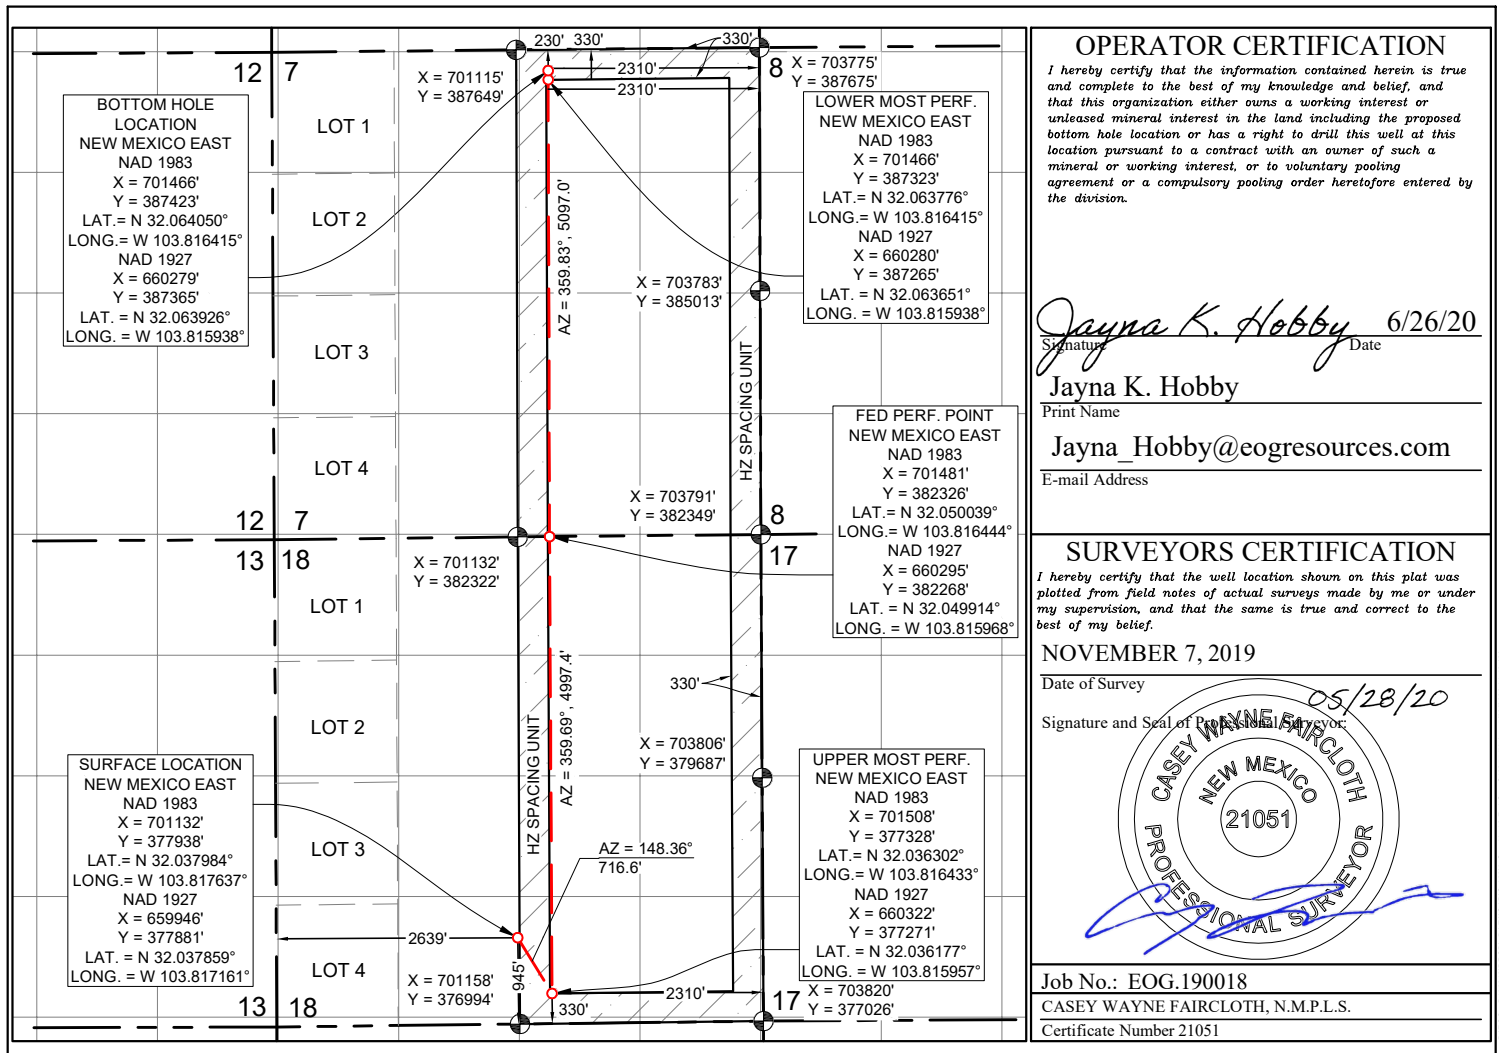 230' 330' 330'
2310'
2310'
12 7
8
X = 701115'
Y = 387649'
X = 703775'
Y = 387675'
BOTTOM HOLE
LOCATION
NEW MEXICO EAST
NAD 1983
X = 701466'
Y = 387423'
LAT.= N 32.064050°
LONG.= W 103.816415°
NAD 1927
X = 660279'
Y = 387365'
LAT. = N 32.063926°
LONG. = W 103.815938°
LOT 1
LOT 2
LOT 3
LOT 4
AZ = 359.83°, 5097.0'
LOWER MOST PERF.
NEW MEXICO EAST
NAD 1983
X = 701466'
Y = 387323'
LAT.= N 32.063776°
LONG.= W 103.816415°
NAD 1927
X = 660280'
Y = 387265'
LAT. = N 32.063651°
LONG. = W 103.815938°
X = 703783'
Y = 385013'
HZ SPACING UNIT
FED PERF. POINT
NEW MEXICO EAST
NAD 1983
X = 701481'
Y = 382326'
LAT.= N 32.050039°
LONG.= W 103.816444°
NAD 1927
X = 660295'
Y = 382268'
LAT. = N 32.049914°
LONG. = W 103.815968°
X = 703791'
Y = 382349'
12 7
13 18
8
17
X = 701132'
Y = 382322'
LOT 1
LOT 2
LOT 3
LOT 4
AZ = 359.69°, 4997.4'
HZ SPACING UNIT
330'
X = 703806'
Y = 379687'
SURFACE LOCATION
NEW MEXICO EAST
NAD 1983
X = 701132'
Y = 377938'
LAT.= N 32.037984°
LONG.= W 103.817637°
NAD 1927
X = 659946'
Y = 377881'
LAT. = N 32.037859°
LONG. = W 103.817161°
AZ = 148.36°
716.6'
UPPER MOST PERF.
NEW MEXICO EAST
NAD 1983
X = 701508'
Y = 377328'
LAT.= N 32.036302°
LONG.= W 103.816433°
NAD 1927
X = 660322'
Y = 377271'
LAT. = N 32.036177°
LONG. = W 103.815957°
2639'
945'
X = 701158'
Y = 376994'
2310'
330'
13 18
17
X = 703820'
Y = 377026'
OPERATOR CERTIFICATION
I hereby certify that the information contained herein is true
and complete to the best of my knowledge and belief, and
that this organization either owns a working interest or
unleased mineral interest in the land including the proposed
bottom hole location or has a right to drill this well at this
location pursuant to a contract with an owner of such a
mineral or working interest, or to voluntary pooling
agreement or a compulsory pooling order heretofore entered by
the division.
Jayna K. Hobby 6/26/20
Signature Date
Jayna K. Hobby
Print Name
Jayna_Hobby@eogresources.com
E-mail Address
SURVEYORS CERTIFICATION
I hereby certify that the well location shown on this plat was
plotted from field notes of actual surveys made by me or under
my supervision, and that the same is true and correct to the
best of my belief.
NOVEMBER 7, 2019
Date of Survey
05/28/20
Signature and Seal of Professional Surveyor:
CASEY WAYNE FAIRCLOTH
NEW MEXICO
21051
PROFESSIONAL SURVEYOR
Job No.: EOG.190018
CASEY WAYNE FAIRCLOTH, N.M.P.L.S.
Certificate Number 21051